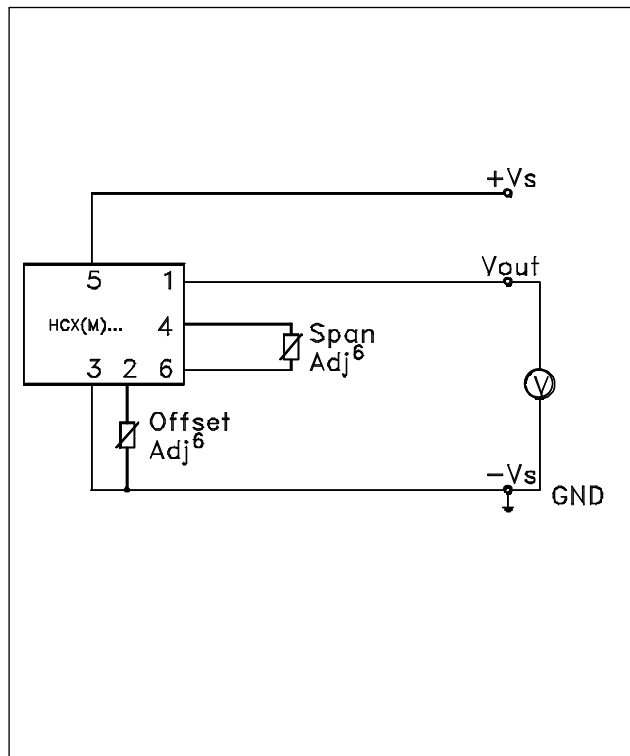 +Vs
Vout
5 1
HCX(M)... 4
Span
Adj⁶
3 2 6
Offset
Adj⁶
V
-Vs
GND